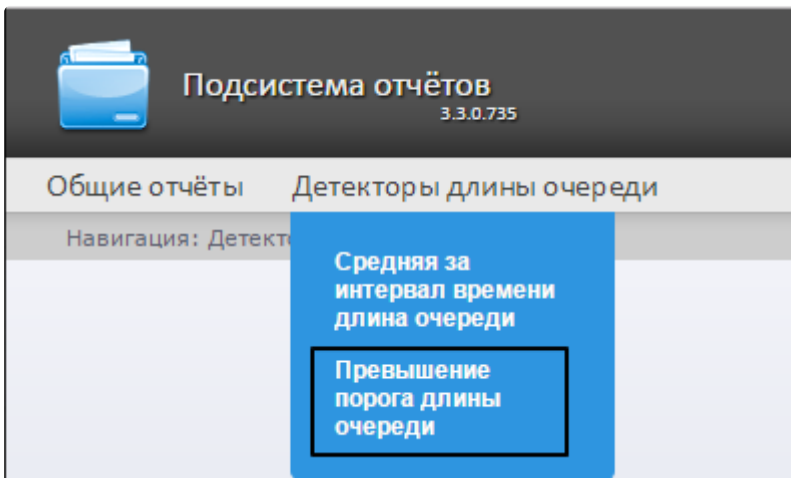 Подсистема отчётов
3.3.0.735
Общие отчёты Детекторы длины очереди
Навигация:
Средняя за
интервал времени
длина очереди
Превышение
порога длины
очереди